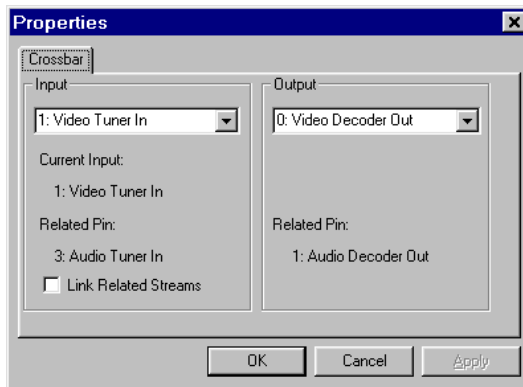 Properties
Crossbar
Input
1: Video Tuner In
Current Input:
1: Video Tuner In
Related Pin:
3: Audio Tuner In
Link Related Streams
Output
0: Video Decoder Out
Related Pin:
1: Audio Decoder Out
OK
Cancel
Apply